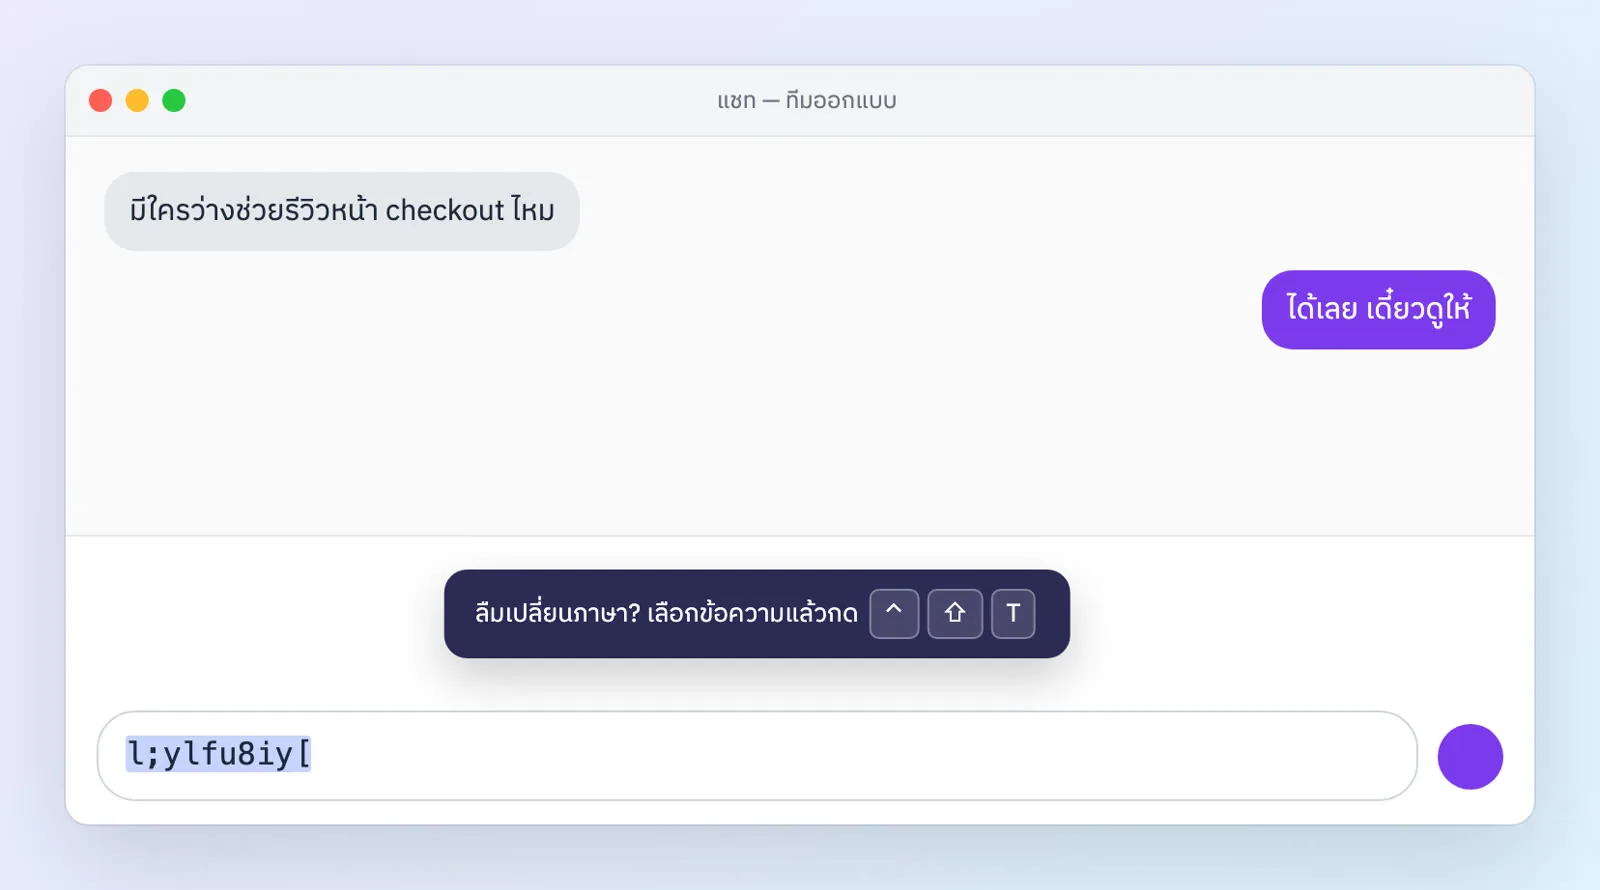 แชท — ทีมออกแบบ
มีใครว่างช่วยรีวิวหน้า checkout ไหม
ได้เลย เดี๋ยวดูให้
ลืมเปลี่ยนภาษา? เลือกข้อความแล้วกด ^ ⇧ T
l;ylfu8iy[